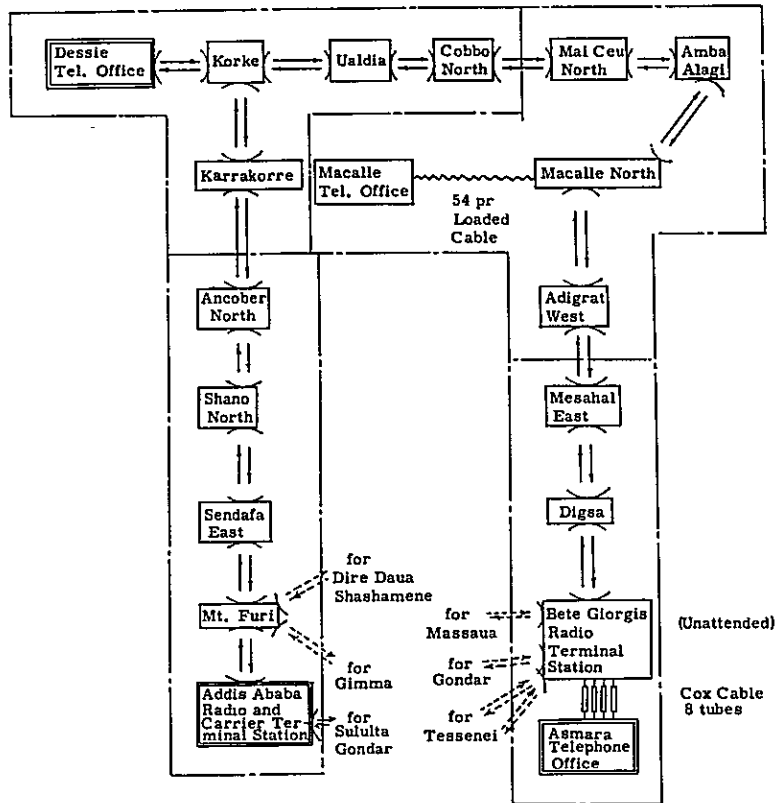 Dessie
Tel. Office
Korke
Ualdia
Cobbo
North
Mai Ceu
North
Amba
Alagi
Karrakorre
Macalle
Tel. Office
54 pr
Loaded
Cable
Macalle North
Ancober
North
Adigrat
West
Shano
North
Mesahal
East
Sendafa
East
Digsa
for
Dire Daua
Shashamene
Mt. Furi
for
Gimma
for
Massaua
Bete Giorgis
Radio
Terminal
Station
(Unattended)
for
Gondar
for
Tessenei
Addis Ababa
Radio and
Carrier Ter-
minal Station
for
Sululta
Gondar
Cox Cable
8 tubes
Asmara
Telephone
Office